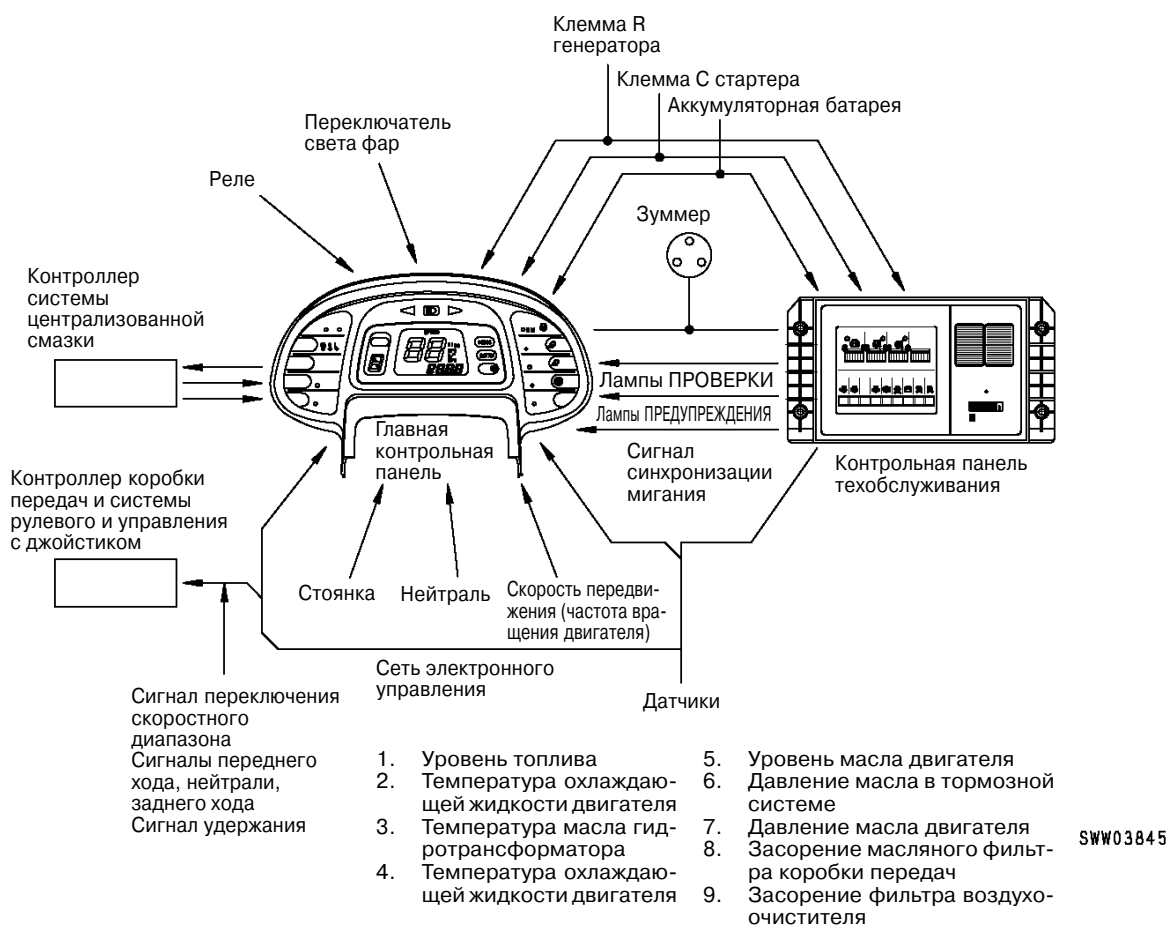 Клемма R
генератора
Клемма С стартера
Аккумуляторная батарея
Переключатель
света фар
Реле
Зуммер
Контроллер
системы
централизованной
смазки
Лампы ПРОВЕРКИ
Лампы ПРЕДУПРЕЖДЕНИЯ
Главная
контрольная
панель
Сигнал
синхронизации
мигания
Контрольная панель
техобслуживания
Контроллер коробки
передач и системы
рулевого и управления
с джойстиком
Стоянка
Нейтраль
Скорость передви-
жения (частота вра-
щения двигателя)
Сеть электронного
управления
Датчики
Сигнал переключения
скоростного
диапазона
Сигналы переднего
хода, нейтрали,
заднего хода
Сигнал удержания
1. Уровень топлива
2. Температура охлаждаю-
щей жидкости двигателя
3. Температура масла гид-
ротрансформатора
4. Температура охлаждаю-
щей жидкости двигателя
5. Уровень масла двигателя
6. Давление масла в тормозной
системе
7. Давление масла двигателя
8. Засорение масляного фильт-
ра коробки передач
9. Засорение фильтра воздухо-
очистителя
SWW03845